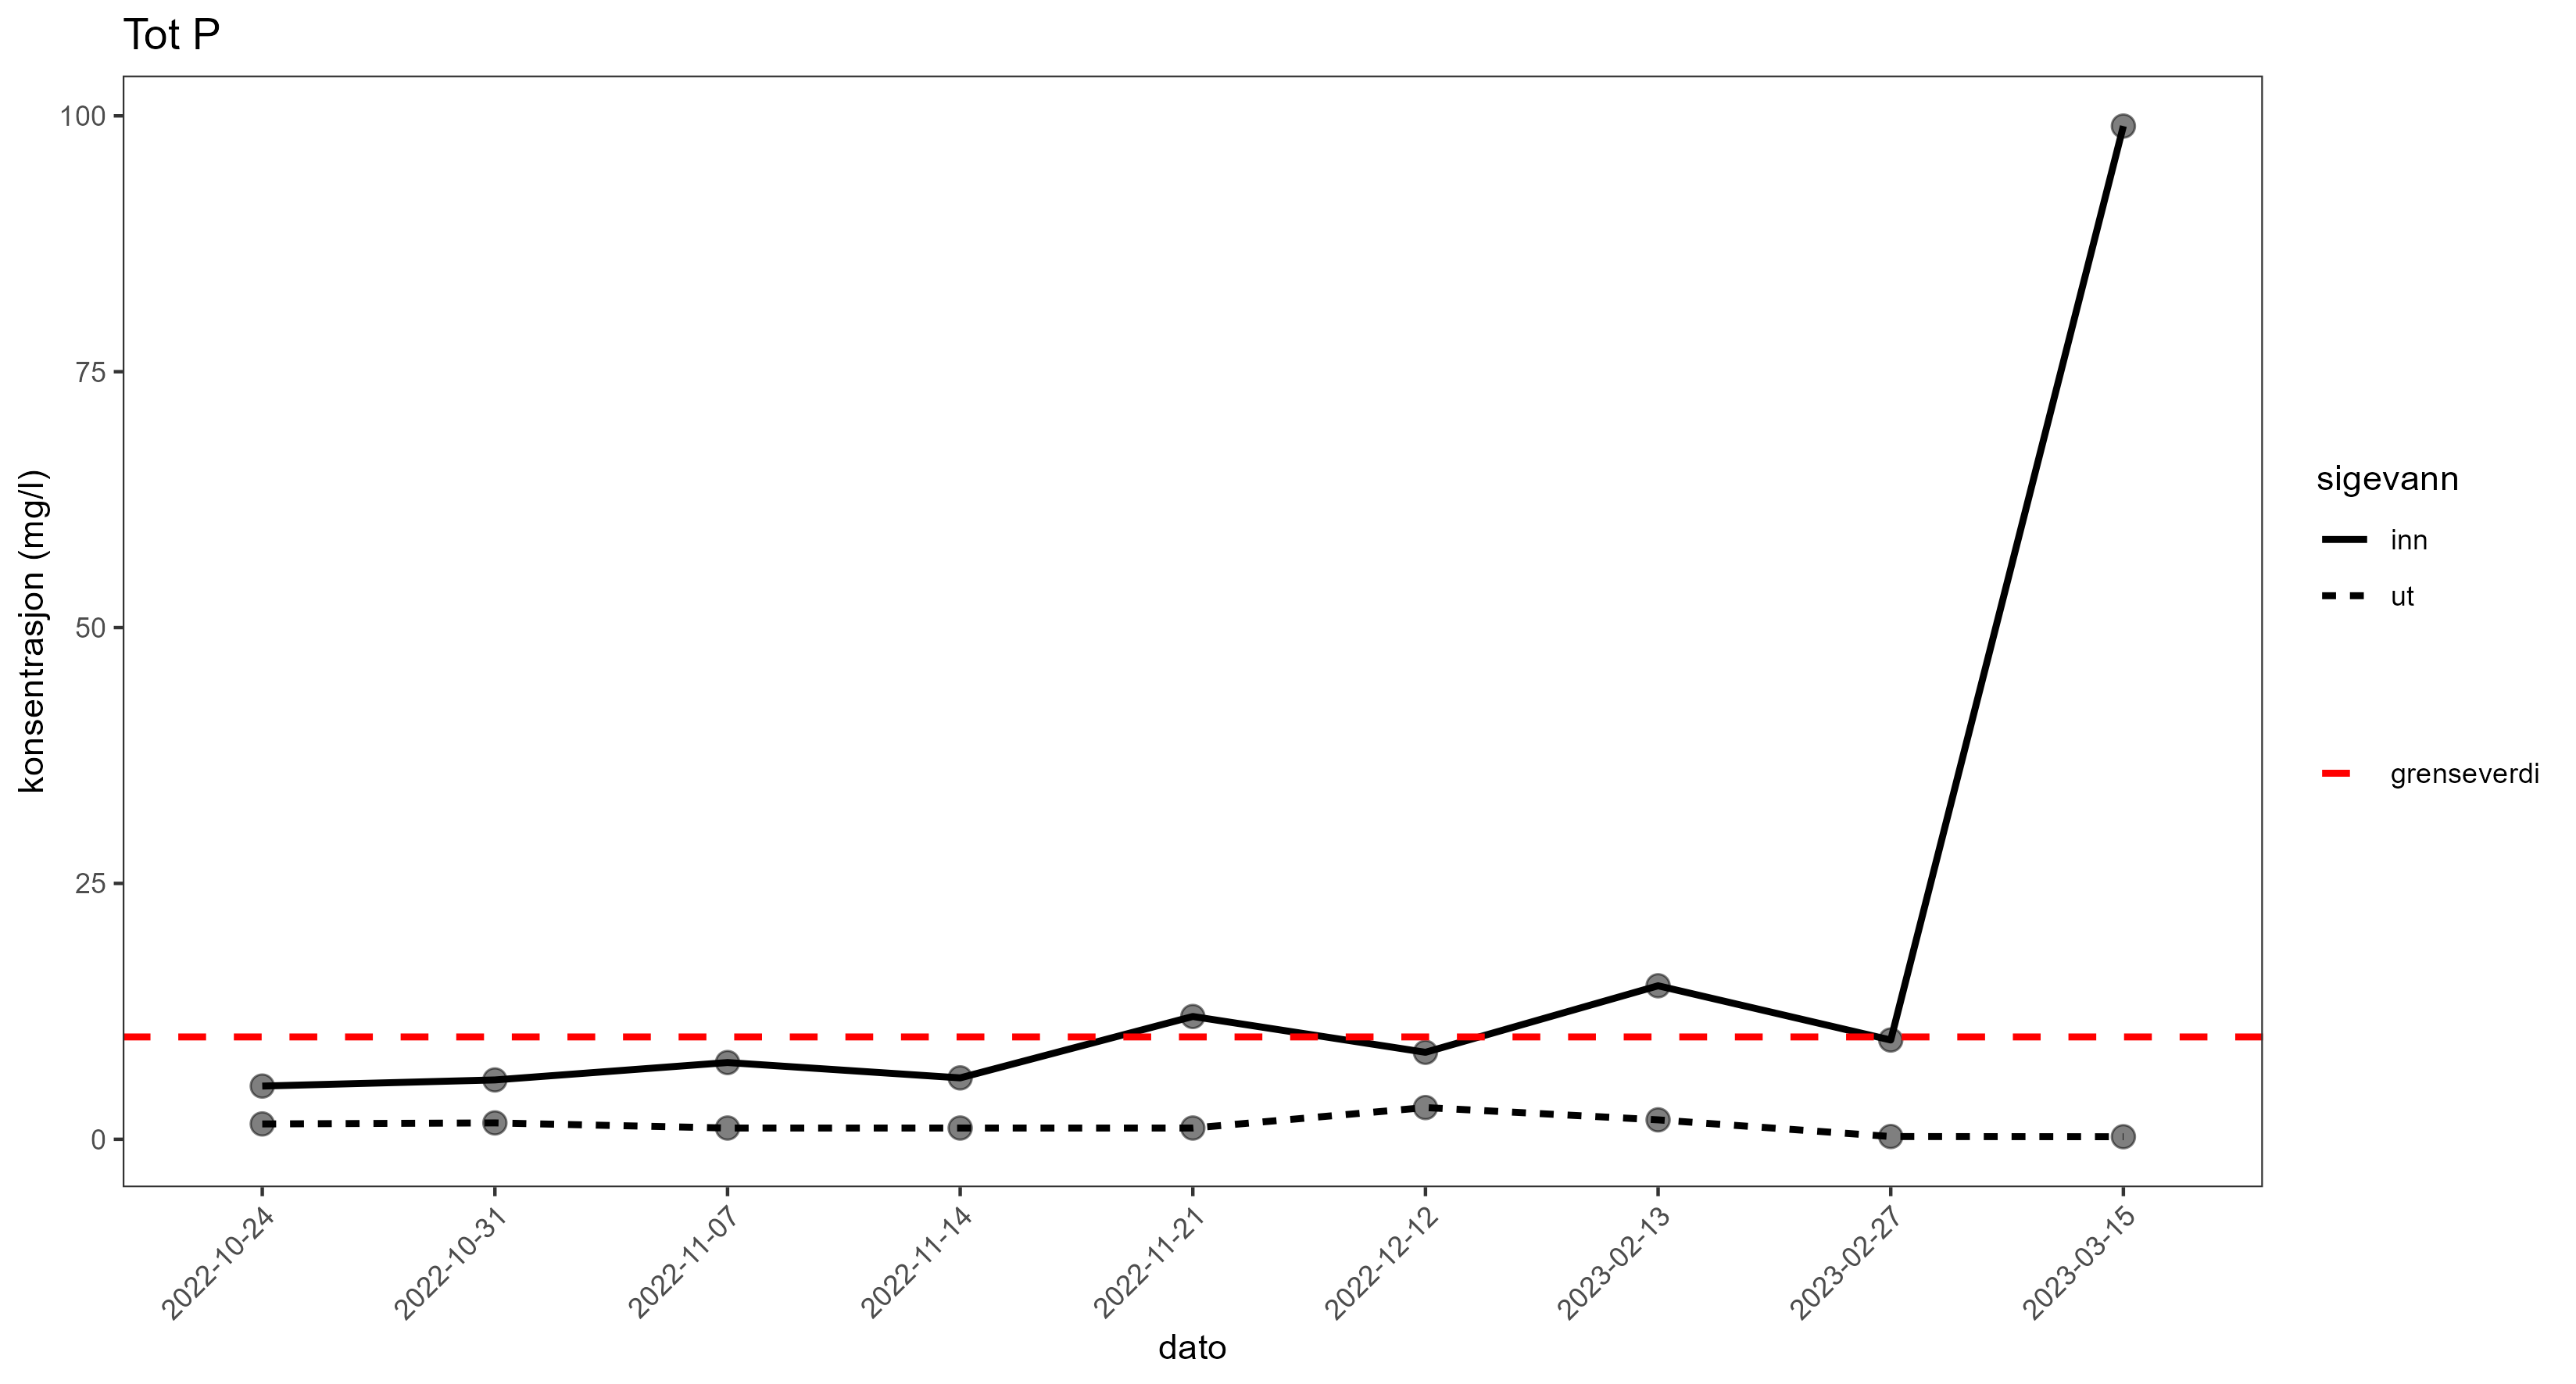 Tot P
konsentrasjon (mg/l)
100
75
50
25
0
2022-10-24
2022-10-31
2022-11-07
2022-11-14
2022-11-21
2022-12-12
2023-02-13
2023-02-27
2023-03-15
dato
sigevann
inn
ut
grenseverdi